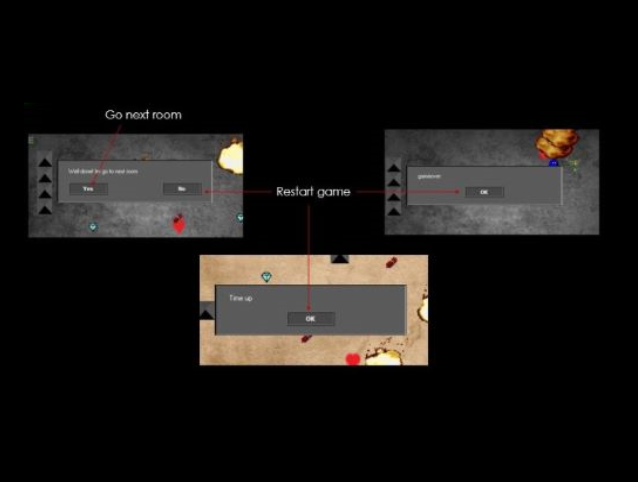 Go next room
Well done! to go to next room
Yes
No
Restart game
gameover
OK
Time up
OK